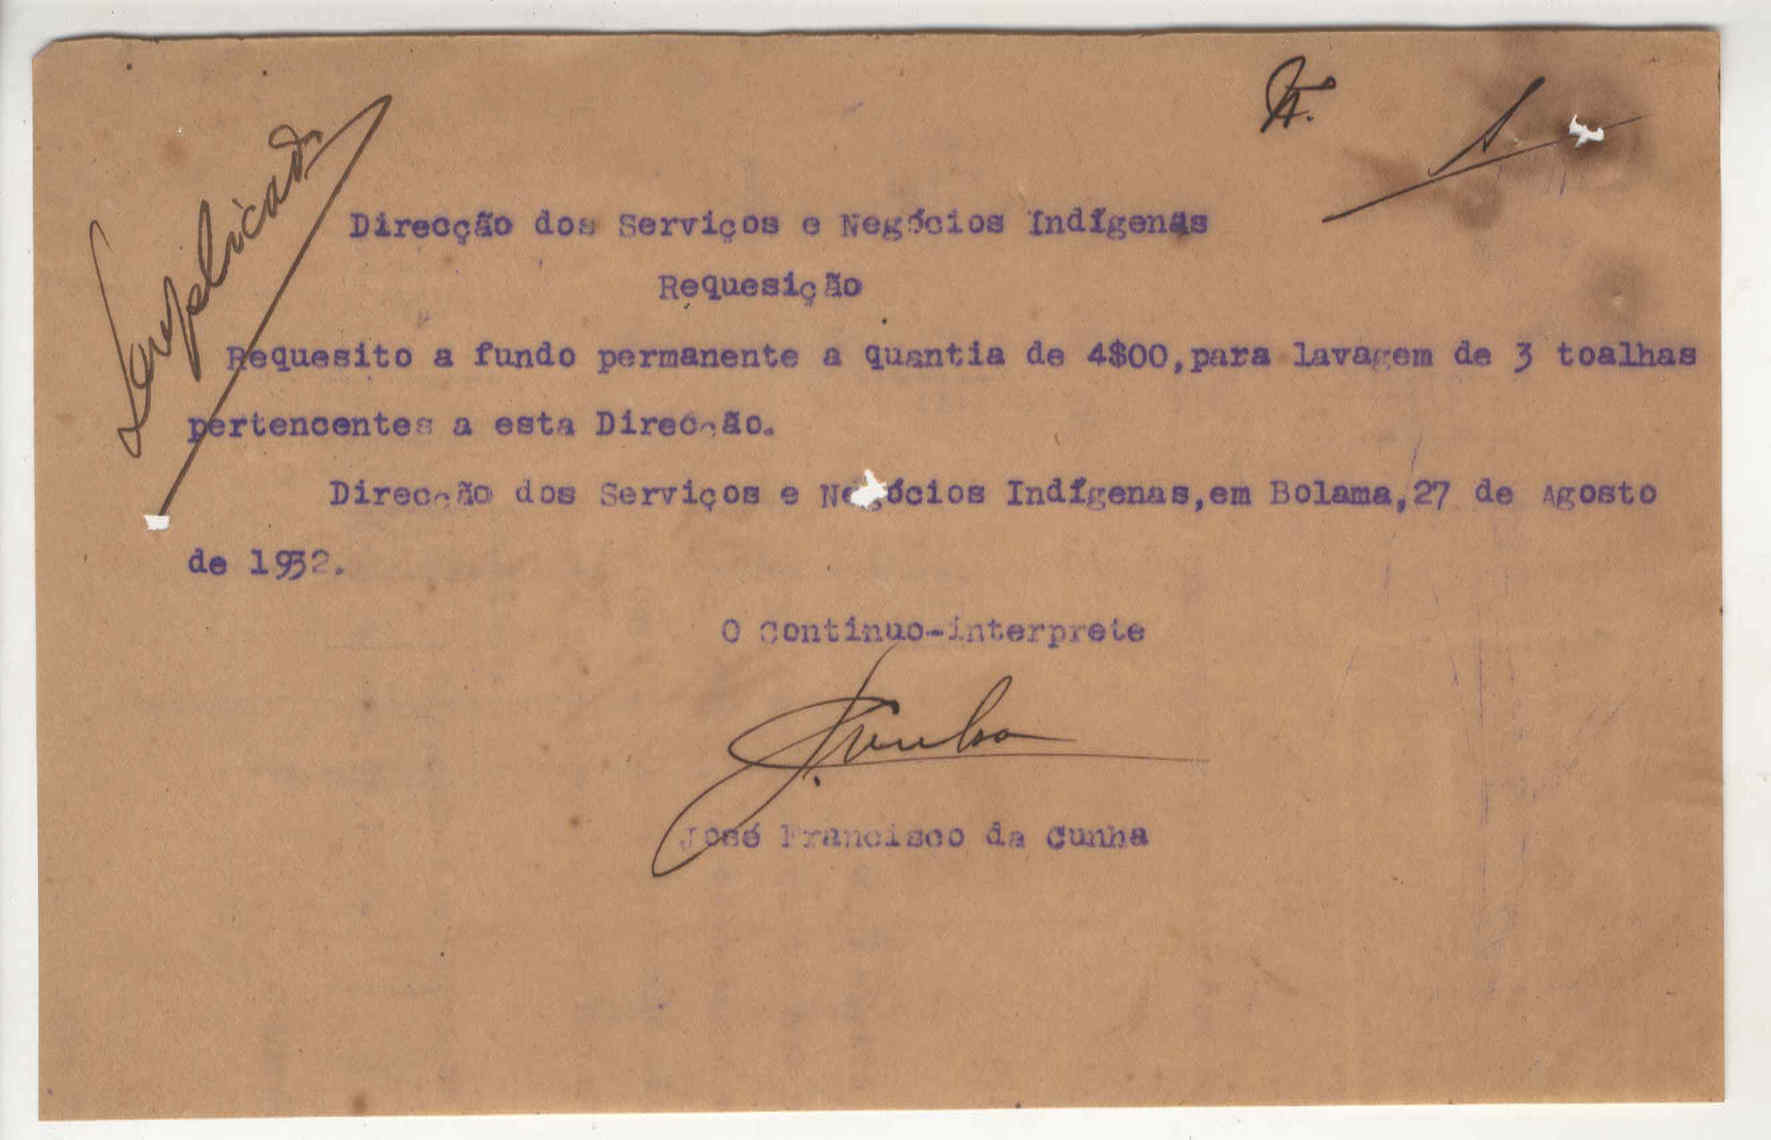 Duplicado
Direcção dos Serviços e Negócios Indígenas
Requesição
Requesito a fundo permanente a quantia de 4$00,para lavagem de 3 toalhas
pertencentes a esta Direcção.
Direcção dos Serviços e Negócios Indígenas,em Bolama,27 de Agosto
de 1932.
O Continuo-interprete
J. Cunha
José Francisco da Cunha